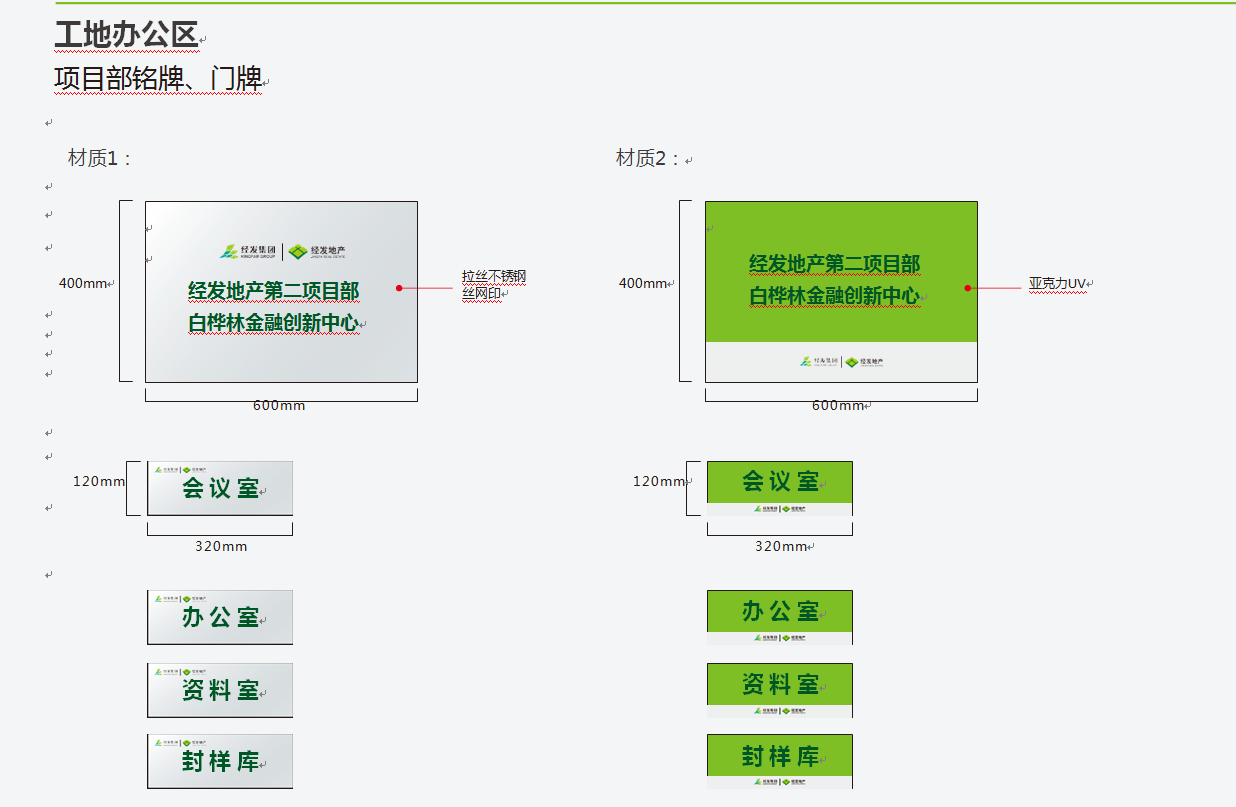 工地办公区
项目部铭牌、门牌
材质1：
材质2：
400mm
经发集团
经发地产
经发地产第二项目部
白桦林金融创新中心
拉丝不锈钢
丝网印
600mm
400mm
经发地产第二项目部
白桦林金融创新中心
经发集团
经发地产
亚克力UV
600mm
120mm
会议室
320mm
120mm
会议室
320mm
办公室
办公室
资料室
资料室
封样库
封样库